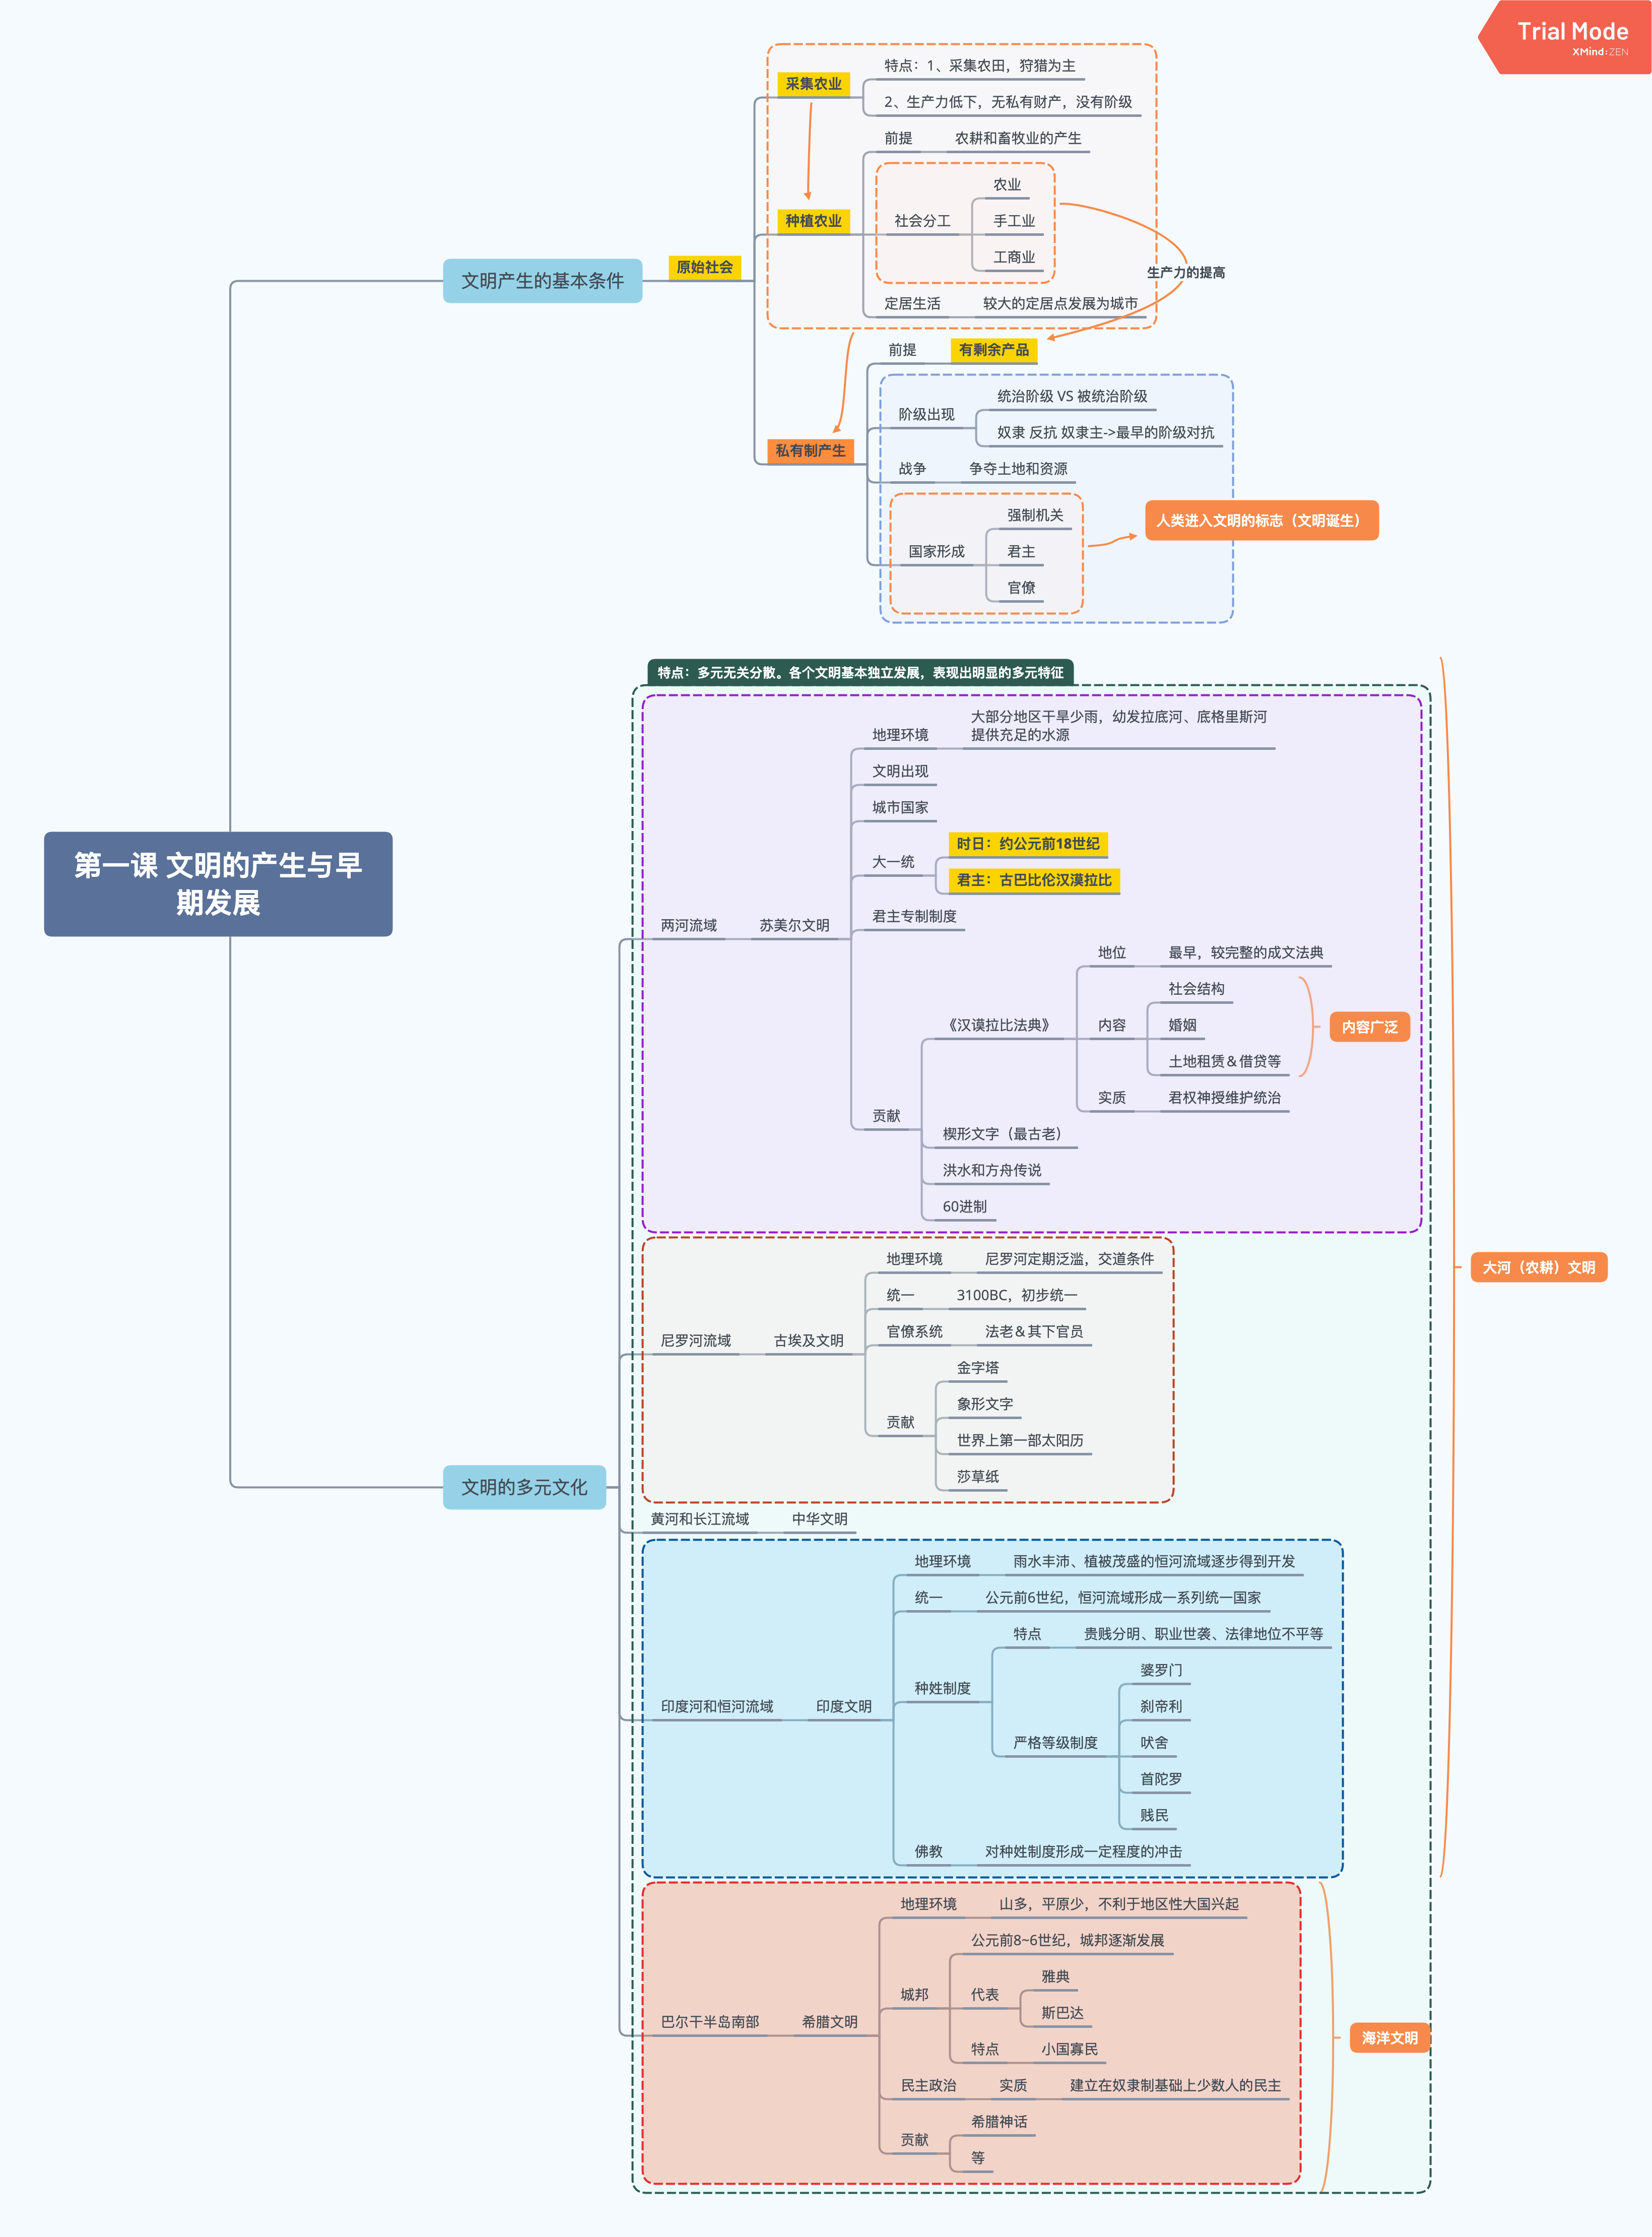 Trial Mode
XMind:ZEN
第一课 文明的产生与早
期发展
文明产生的基本条件
原始社会
采集农业
特点：1、采集农田，狩猎为主
2、生产力低下，无私有财产，没有阶级
种植农业
前提
农耕和畜牧业的产生
社会分工
农业
手工业
工商业
定居生活
较大的定居点发展为城市
生产力的提高
私有制产生
前提
有剩余产品
阶级出现
统治阶级 VS 被统治阶级
奴隶 反抗 奴隶主->最早的阶级对抗
战争
争夺土地和资源
国家形成
强制机关
君主
官僚
人类进入文明的标志（文明诞生）
文明的多元文化
特点：多元无关分散。各个文明基本独立发展，表现出明显的多元特征
两河流域
苏美尔文明
地理环境
大部分地区干旱少雨，幼发拉底河、底格里斯河
提供充足的水源
文明出现
城市国家
大一统
时日：约公元前18世纪
君主：古巴比伦汉漠拉比
君主专制制度
贡献
《汉谟拉比法典》
地位
最早，较完整的成文法典
内容
社会结构
婚姻
土地租赁＆借贷等
内容广泛
实质
君权神授维护统治
楔形文字（最古老）
洪水和方舟传说
60进制
尼罗河流域
古埃及文明
地理环境
尼罗河定期泛滥，交道条件
统一
3100BC，初步统一
官僚系统
法老＆其下官员
贡献
金字塔
象形文字
世界上第一部太阳历
莎草纸
黄河和长江流域
中华文明
印度河和恒河流域
印度文明
地理环境
雨水丰沛、植被茂盛的恒河流域逐步得到开发
统一
公元前6世纪，恒河流域形成一系列统一国家
种姓制度
特点
贵贱分明、职业世袭、法律地位不平等
严格等级制度
婆罗门
刹帝利
吠舍
首陀罗
贱民
佛教
对种姓制度形成一定程度的冲击
大河（农耕）文明
巴尔干半岛南部
希腊文明
地理环境
山多，平原少，不利于地区性大国兴起
城邦
公元前8~6世纪，城邦逐渐发展
代表
雅典
斯巴达
特点
小国寡民
民主政治
实质
建立在奴隶制基础上少数人的民主
贡献
希腊神话
等
海洋文明